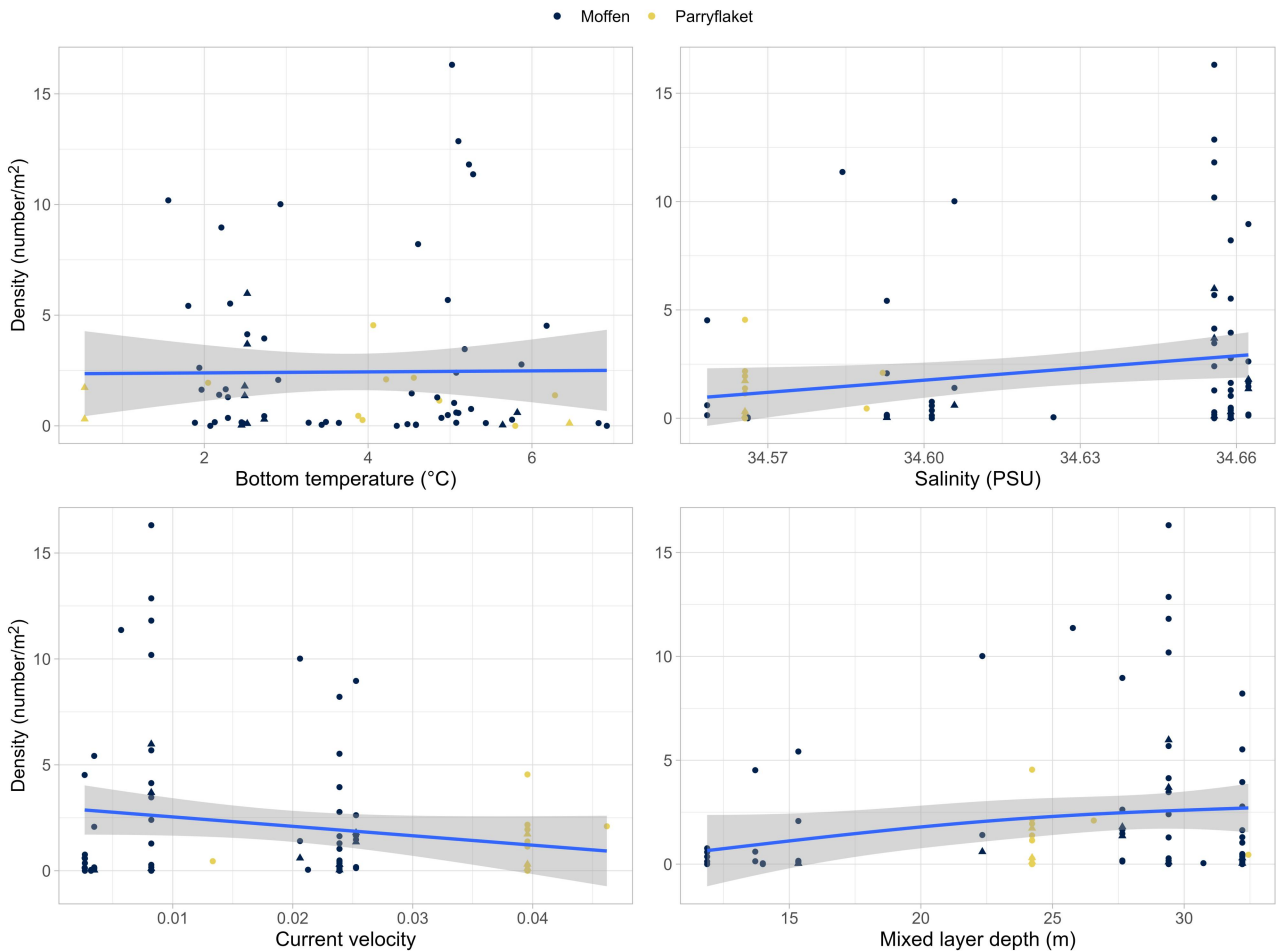 Moffen Parryflaket
15
10
5
0
Density (number/m²)
2 4 6
Bottom temperature (°C)
15
10
5
0
34.57 34.60 34.63 34.66
Salinity (PSU)
15
10
5
0
Density (number/m²)
0.01 0.02 0.03 0.04
Current velocity
15
10
5
0
15 20 25 30
Mixed layer depth (m)